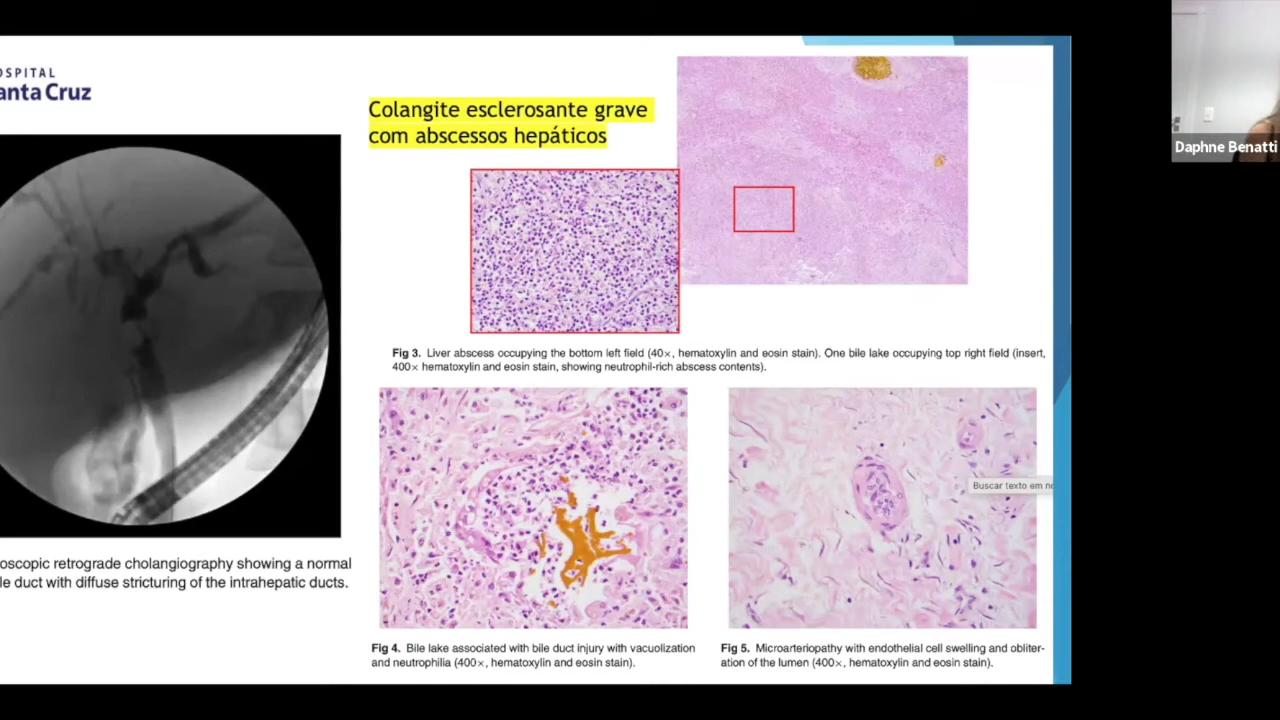 OSPITAL
anta Cruz
Colangite esclerosante grave
com abscessos hepáticos
Daphne Benatti
Fig 3. Liver abscess occupying the bottom left field (40×, hematoxylin and eosin stain). One bile lake occupying top right field (insert,
400× hematoxylin and eosin stain, showing neutrophil-rich abscess contents).
Buscar texto em
oscopic retrograde cholangiography showing a normal
le duct with diffuse stricturing of the intrahepatic ducts.
Fig 4. Bile lake associated with bile duct injury with vacuolization
and neutrophilia (400×, hematoxylin and eosin stain).
Fig 5. Microarteriopathy with endothelial cell swelling and obliter-
ation of the lumen (400×, hematoxylin and eosin stain).